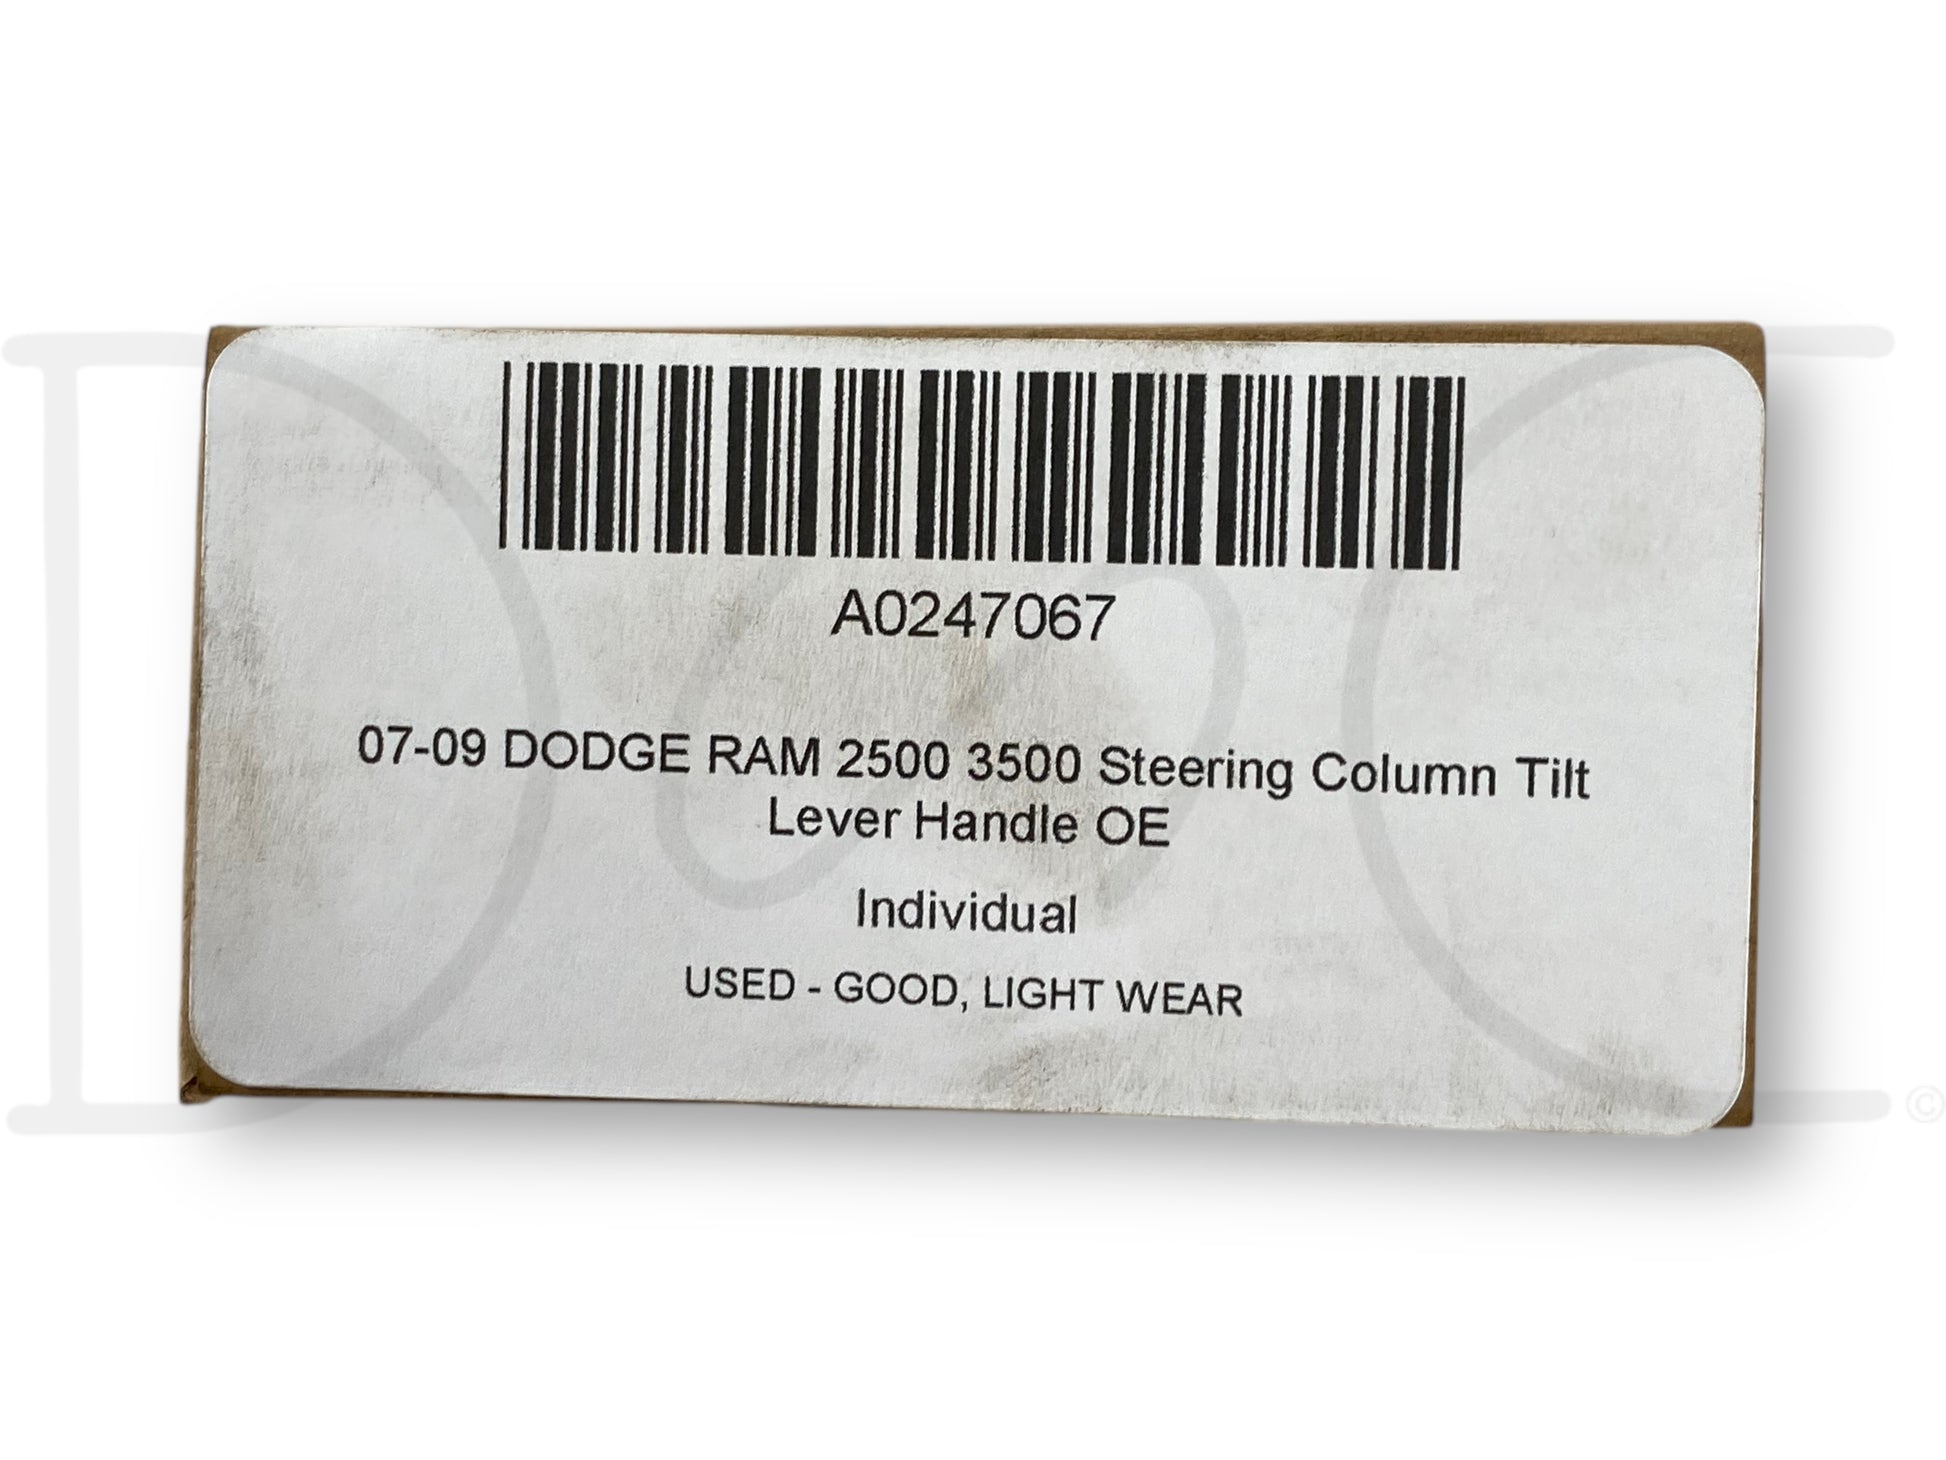 A0247067
07-09 DODGE RAM 2500 3500 Steering Column Tilt
Lever Handle OE
Individual
USED - GOOD, LIGHT WEAR
©